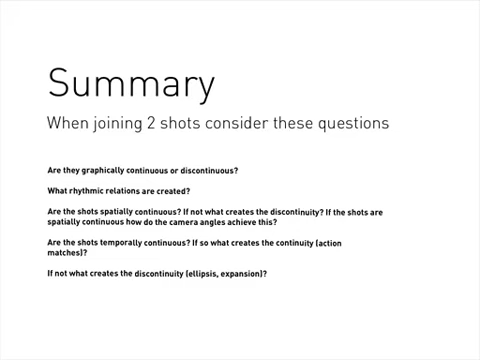 Summary
When joining 2 shots consider these questions
Are they graphically continuous or discontinuous?
What rhythmic relations are created?
Are the shots spatially continuous? If not what creates the discontinuity? If the shots are
spatially continuous how do the camera angles achieve this?
Are the shots temporally continuous? If so what creates the continuity (action
matches)?
If not what creates the discontinuity (ellipsis, expansion)?